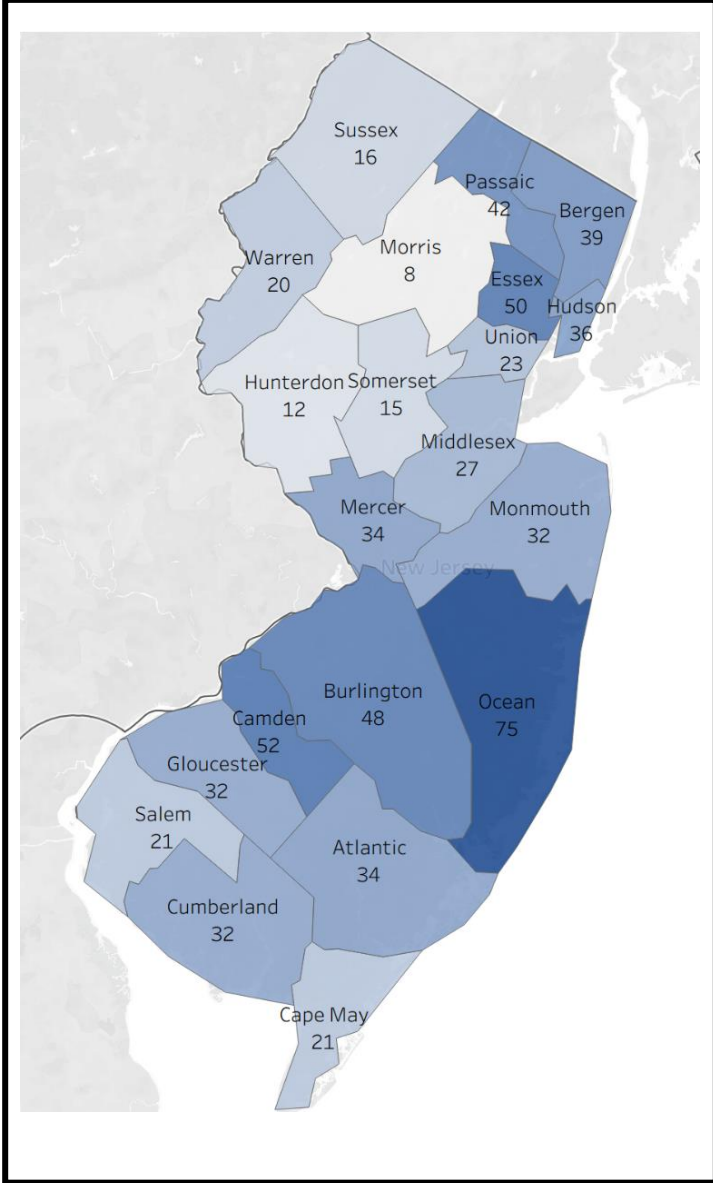 Sussex
16
Passaic
42
Bergen
39
Morris
8
Warren
20
Essex
50
Hudson
36
Union
23
Hunterdon
12
Somerset
15
Middlesex
27
Mercer
34
Monmouth
32
New Jersey
Burlington
48
Ocean
75
Camden
52
Gloucester
32
Salem
21
Atlantic
34
Cumberland
32
Cape May
21